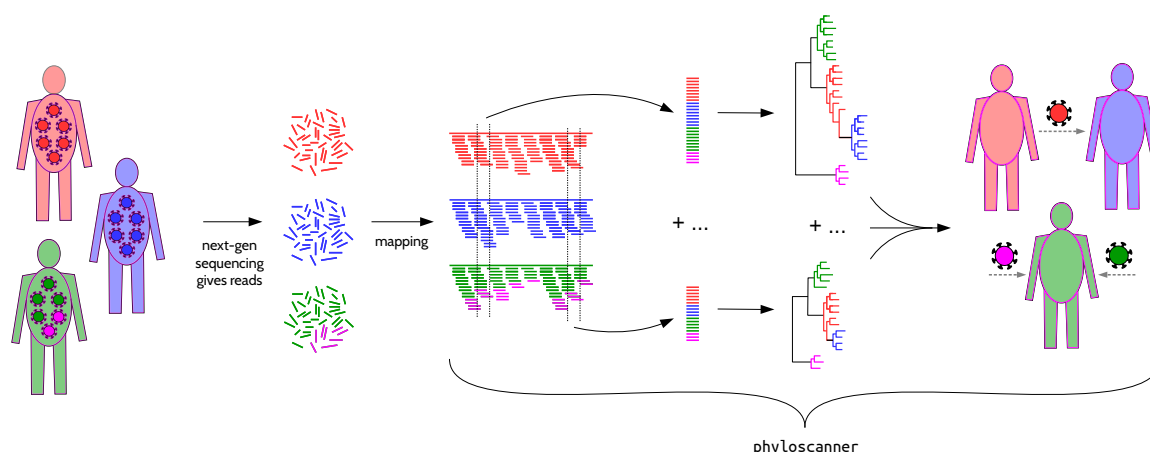 next-gen
sequencing
gives reads
mapping
+ ...
+ ...
phyloscanner